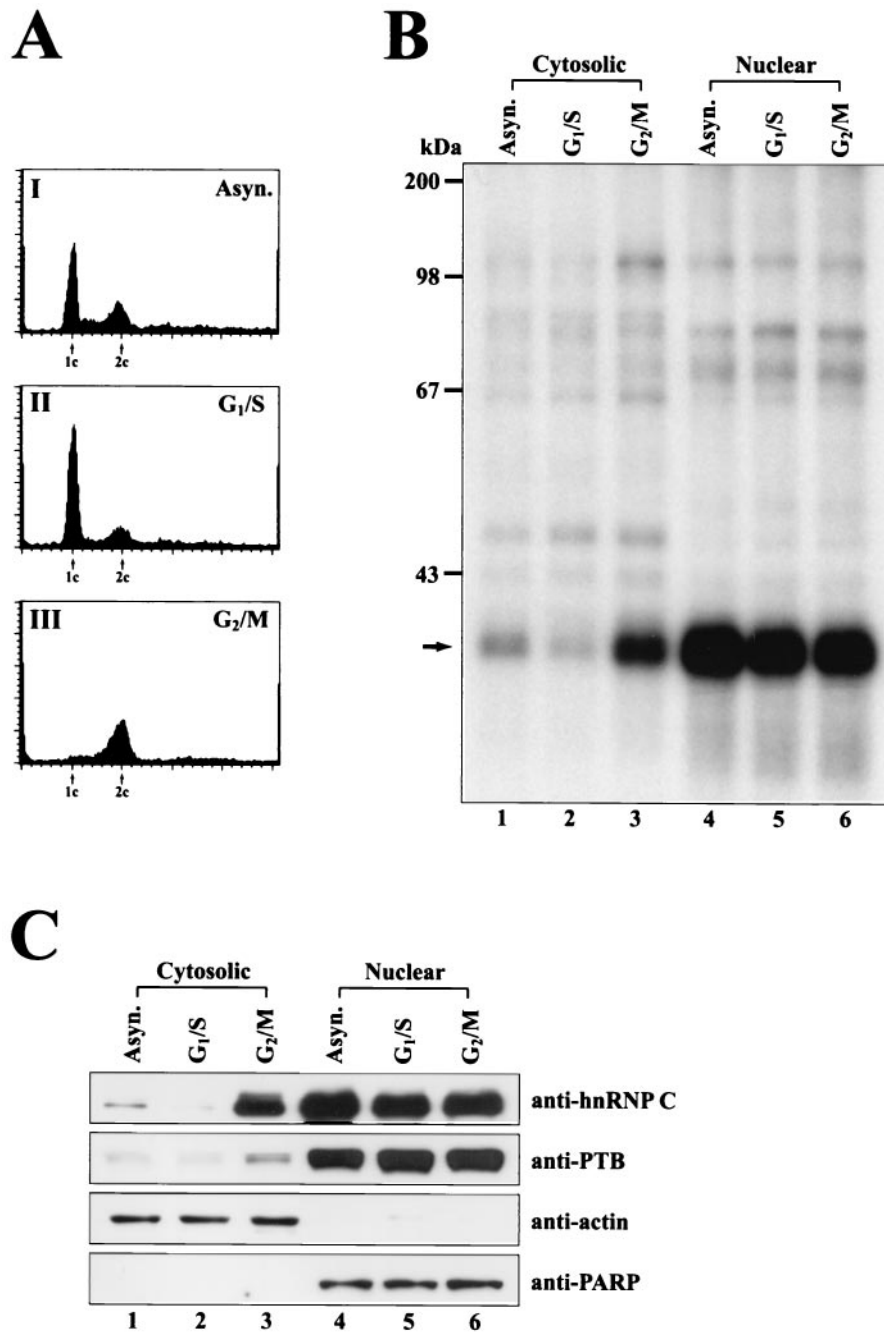 A
I Asyn.
1c 2c
II G₁/S
1c 2c
III G₂/M
1c 2c
B
Cytosolic Nuclear
Asyn. G₁/S G₂/M Asyn. G₁/S G₂/M
kDa
200
98
67
43
1 2 3 4 5 6
C
Cytosolic Nuclear
Asyn. G₁/S G₂/M Asyn. G₁/S G₂/M
anti-hnRNP C
anti-PTB
anti-actin
anti-PARP
1 2 3 4 5 6